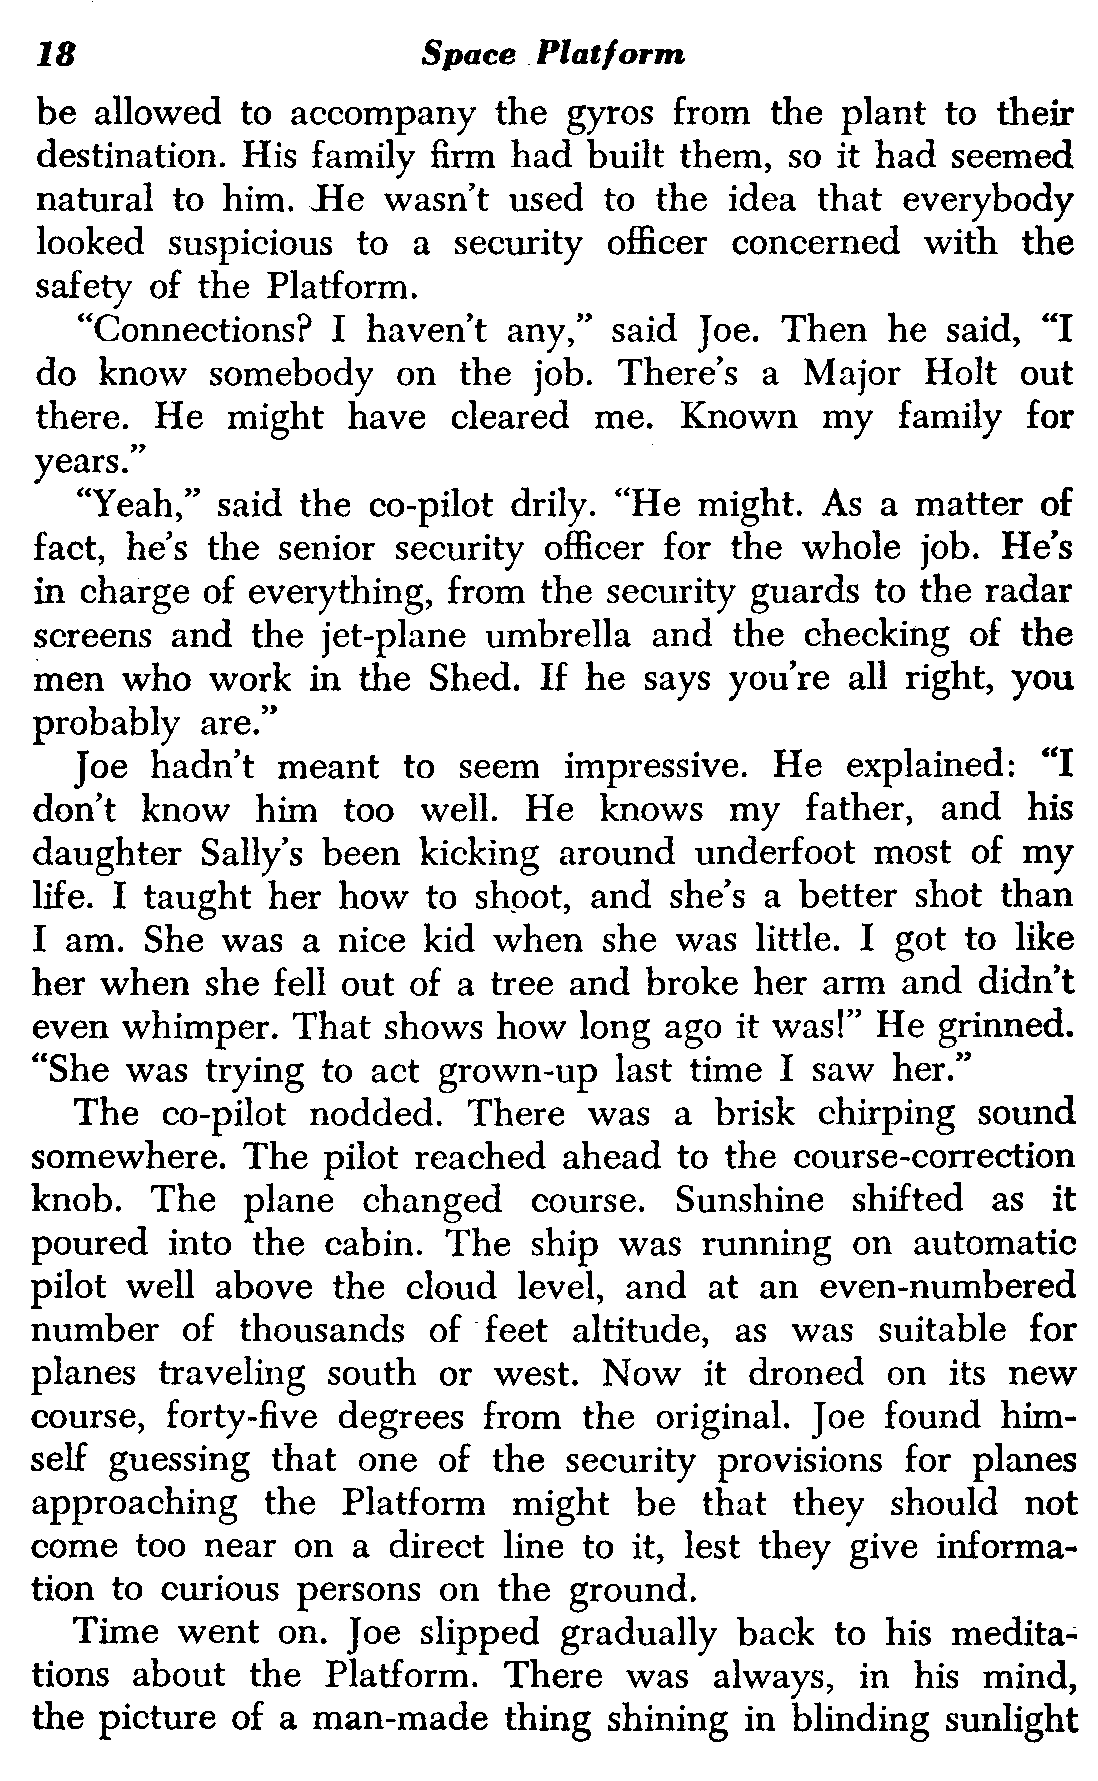 18 Space Platform
be allowed to accompany the gyros from the plant to their
destination. His family firm had built them, so it had seemed
natural to him. He wasn't used to the idea that everybody
looked suspicious to a security officer concerned with the
safety of the Platform.
“Connections? I haven't any,” said Joe. Then he said, “I
do know somebody on the job. There's a Major Holt out
there. He might have cleared me. Known my family for
years.”
“Yeah,” said the co-pilot drily. “He might. As a matter of
fact, he's the senior security officer for the whole job. He's
in charge of everything, from the security guards to the radar
screens and the jet-plane umbrella and the checking of the
men who work in the Shed. If he says you're all right, you
probably are.”
Joe hadn't meant to seem impressive. He explained: “I
don't know him too well. He knows my father, and his
daughter Sally's been kicking around underfoot most of my
life. I taught her how to shoot, and she's a better shot than
I am. She was a nice kid when she was little. I got to like
her when she fell out of a tree and broke her arm and didn't
even whimper. That shows how long ago it was!” He grinned.
“She was trying to act grown-up last time I saw her.”
The co-pilot nodded. There was a brisk chirping sound
somewhere. The pilot reached ahead to the course-correction
knob. The plane changed course. Sunshine shifted as it
poured into the cabin. The ship was running on automatic
pilot well above the cloud level, and at an even-numbered
number of thousands of feet altitude, as was suitable for
planes traveling south or west. Now it droned on its new
course, forty-five degrees from the original. Joe found him-
self guessing that one of the security provisions for planes
approaching the Platform might be that they should not
come too near on a direct line to it, lest they give informa-
tion to curious persons on the ground.
Time went on. Joe slipped gradually back to his medita-
tions about the Platform. There was always, in his mind,
the picture of a man-made thing shining in blinding sunlight